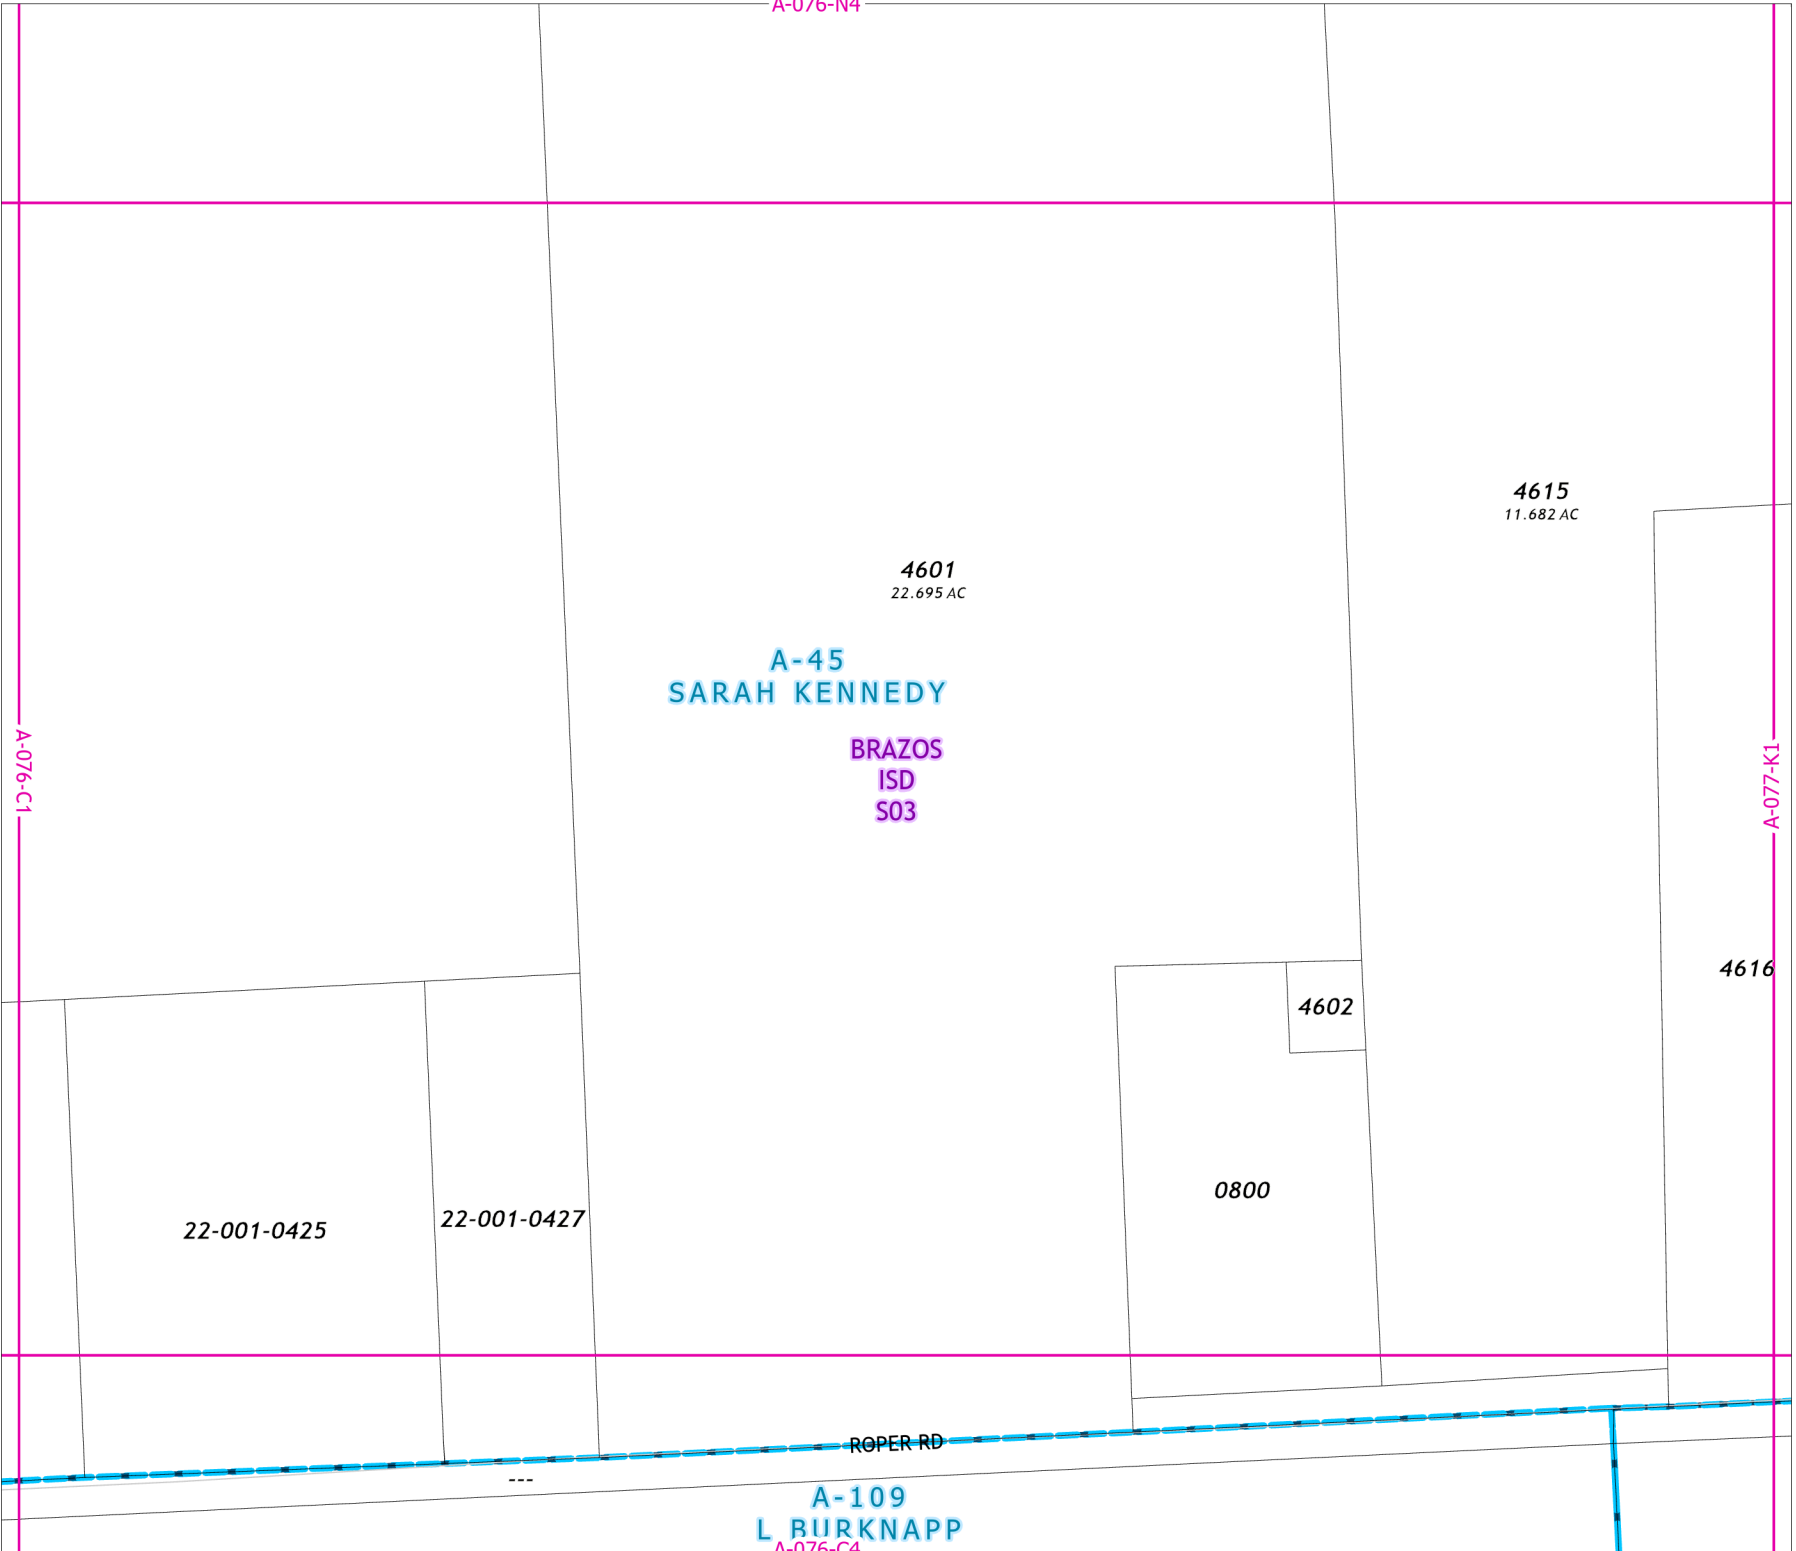 A-076-N4
4615
11.682 AC
4601
22.695 AC
A-45
SARAH KENNEDY
BRAZOS
ISD
S03
A-076-C1
A-077-K1
4616
4602
0800
22-001-0427
22-001-0425
ROPER RD
---
A-109
L BURKNAPP
A-076-C4